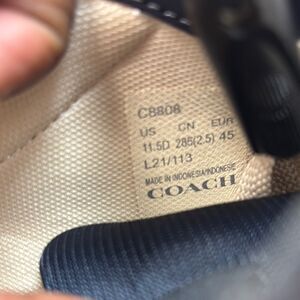 C8808
US CN EUR
11.5D 285(2.5) 45
L21/113
MADE IN INDONESIA/INDONESIE
COACH